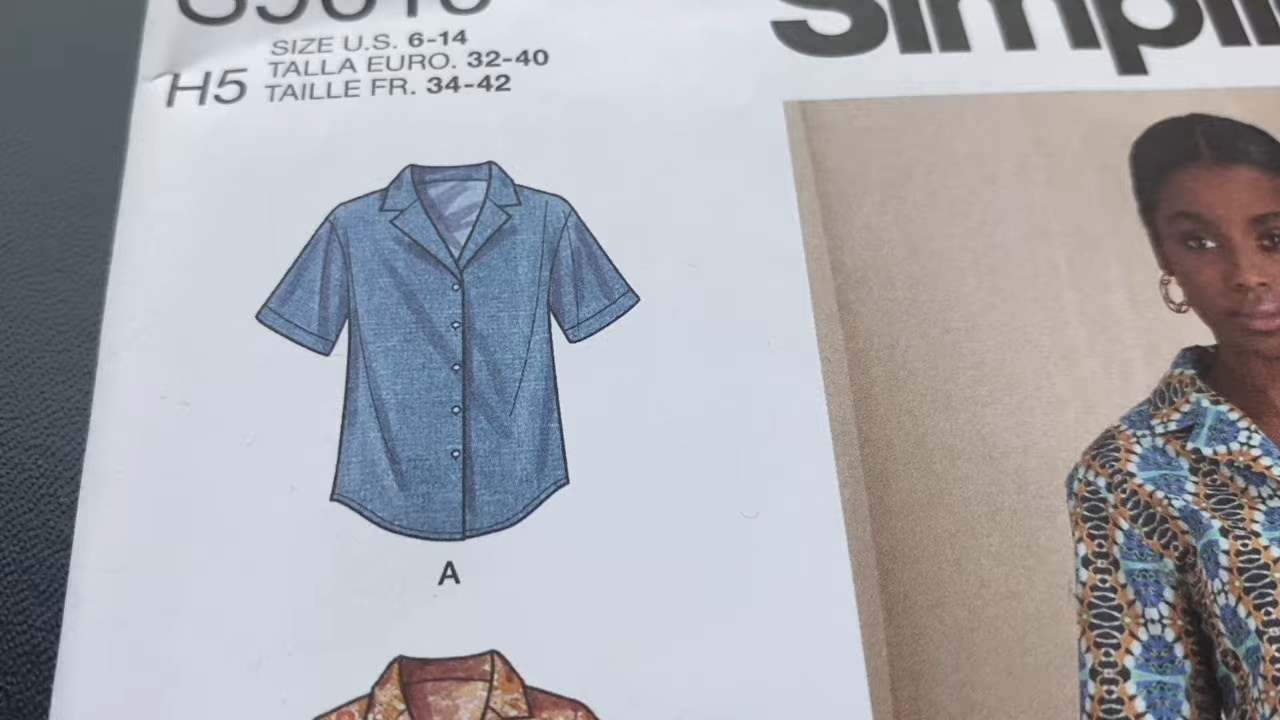 SIZE U.S. 6-14
TALLA EURO. 32-40
H5 TAILLE FR. 34-42
A